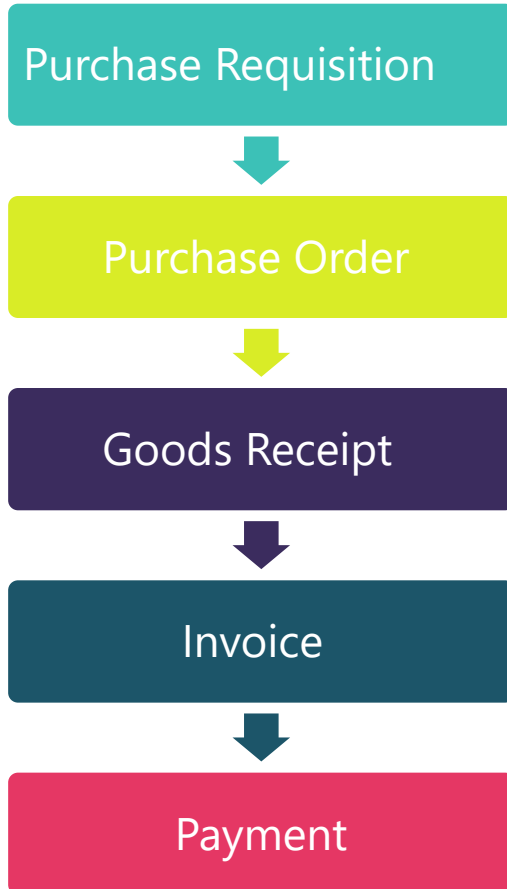 Purchase Requisition
Purchase Order
Goods Receipt
Invoice
Payment